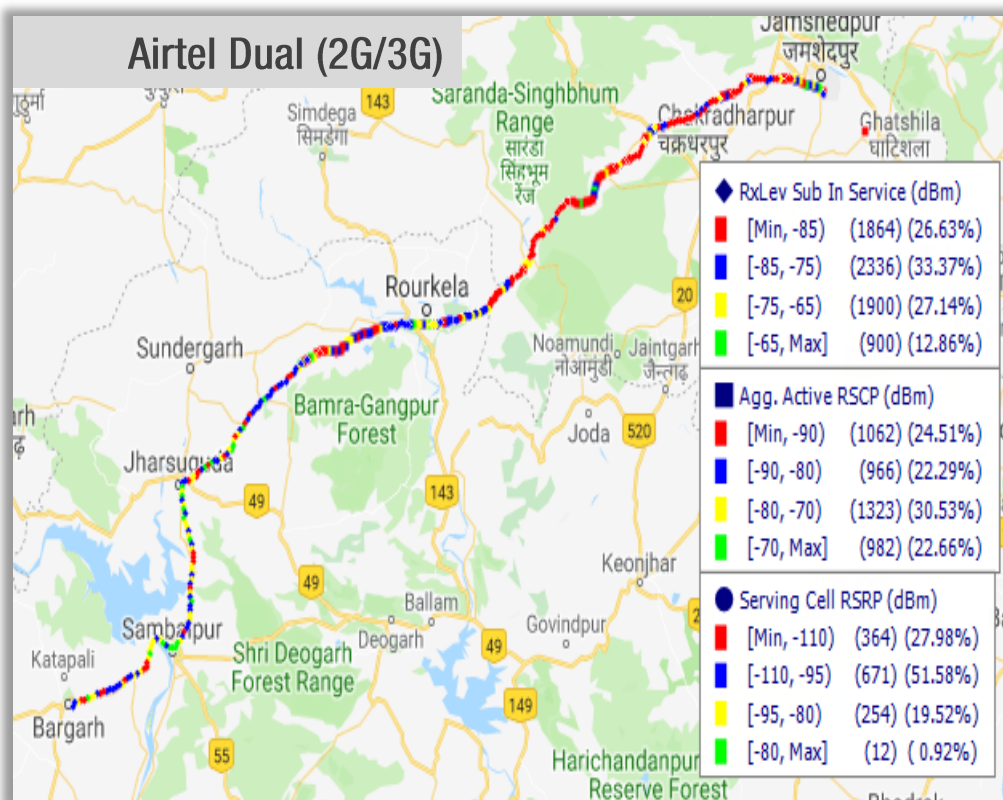 Airtel Dual (2G/3G)
Jamshedpur
जमशेदपुर
143
Saranda-Singhbhum
Range
सारंडा
सिंहभूम
रेंज
Simdega
सिमडेगा
Chakradharpur
चक्रधरपुर
Ghatshila
घाटिशला
RxLev Sub In Service (dBm)
[Min, -85) (1864) (26.63%)
[-85, -75) (2336) (33.37%)
[-75, -65) (1900) (27.14%)
[-65, Max] (900) (12.86%)
Rourkela
20
Sundergarh
Noamundi
नोआमुंडी
Jaintgarh
जैन्तगढ़
Agg. Active RSCP (dBm)
[Min, -90) (1062) (24.51%)
[-90, -80) (966) (22.29%)
[-80, -70) (1323) (30.53%)
[-70, Max] (982) (22.66%)
Bamra-Gangpur
Forest
Joda
520
Jharsuguda
49
143
Keonjhar
49
Ballam
Deogarh
Govindpur
49
Serving Cell RSRP (dBm)
[Min, -110) (364) (27.98%)
[-110, -95) (671) (51.58%)
[-95, -80) (254) (19.52%)
[-80, Max] (12) ( 0.92%)
Sambalpur
Katapali
Shri Deogarh
Forest Range
Bargarh
149
55
Harichandanpur
Reserve Forest